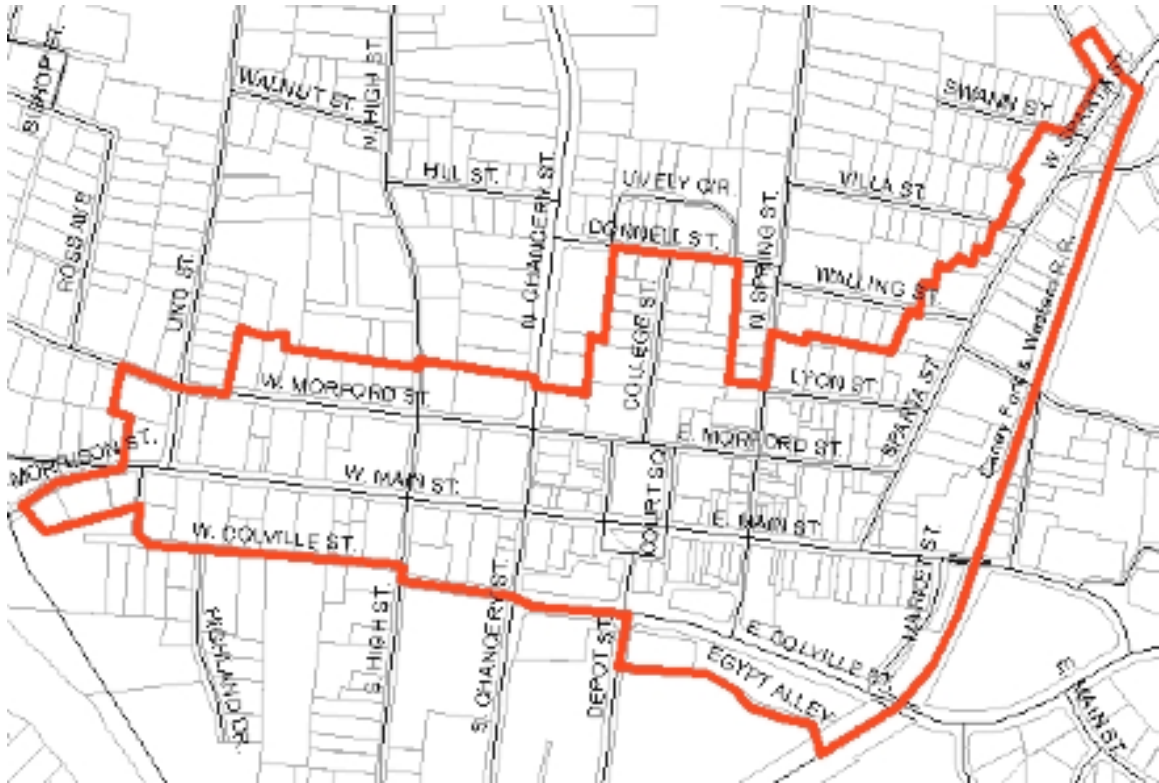 BISHOP ST.
WALNUT ST.
N. HIGH ST.
SWANN ST.
W. SPARTA ST.
HILL ST.
LIVELY CIR.
VILLA ST.
ROSS AVE
DONNELL ST.
N. CHANCERY ST.
N. SPRING ST.
WALLING ST.
COLLEGE ST.
W. MORFORD ST.
LYON ST.
SPARTA ST.
Caney Fork & Western R.R.
E. MORFORD ST.
MORRISON ST.
W. MAIN ST.
COURT SQ
E. MAIN ST.
W. COLVILLE ST.
MARKET ST.
HIGHLAND DR
S. HIGH ST.
S. CHANCERY ST.
DEPOT ST.
E. COLVILLE ST.
EGYPT ALLEY
E. MAIN ST.